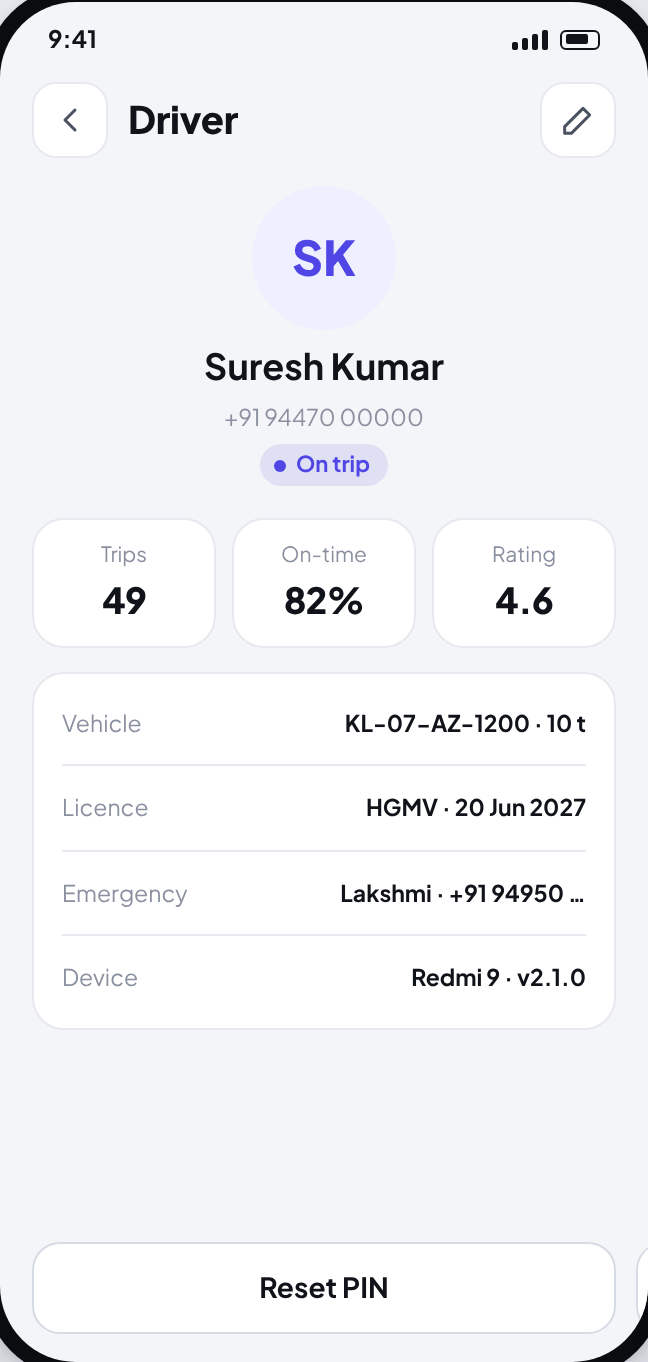 9:41
Driver
SK
Suresh Kumar
+91 94470 00000
On trip
Trips
49
On-time
82%
Rating
4.6
Vehicle
KL-07-AZ-1200 · 10 t
Licence
HGMV · 20 Jun 2027
Emergency
Lakshmi · +91 94950 ...
Device
Redmi 9 · v2.1.0
Reset PIN